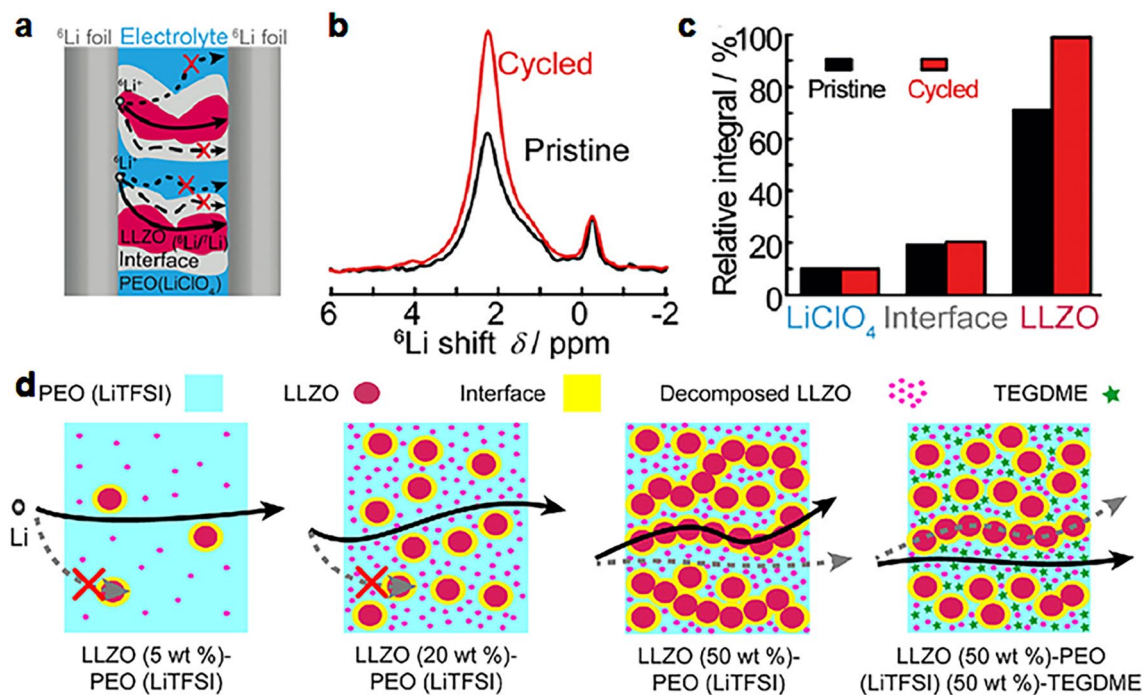 a
⁶Li foil Electrolyte ⁶Li foil
⁶Li⁺
⁶Li⁺
LLZO (⁶Li/⁷Li)
Interface
PEO(LiClO₄)
b
Cycled
Pristine
6 4 2 0 -2
⁶Li shift δ/ ppm
c
Relative integral / %
100
80
60
40
20
0
Pristine Cycled
LiClO₄ Interface LLZO
d
PEO (LiTFSI) LLZO Interface Decomposed LLZO TEGDME
Li
LLZO (5 wt %)-
PEO (LiTFSI)
LLZO (20 wt %)-
PEO (LiTFSI)
LLZO (50 wt %)-
PEO (LiTFSI)
LLZO (50 wt %)-PEO
(LiTFSI) (50 wt %)-TEGDME